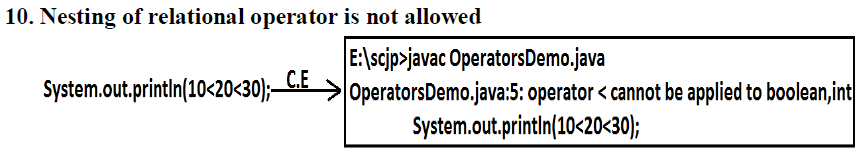 10. Nesting of relational operator is not allowed
E:\scjp>javac OperatorsDemo.java
System.out.println(10<20<30); C.E OperatorsDemo.java:5: operator < cannot be applied to boolean,int
System.out.println(10<20<30);